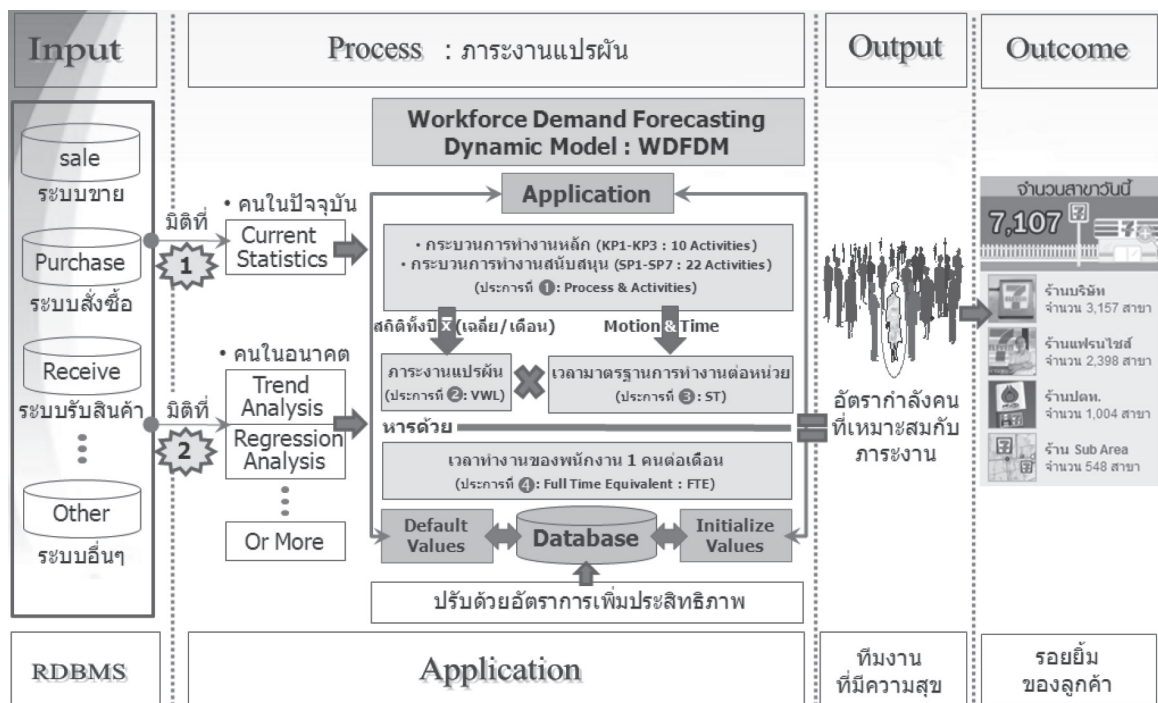 Input
Process : ภาระงานแปรผัน
Output
Outcome
sale
ระบบขาย
Purchase
ระบบสั่งซื้อ
Receive
ระบบรับสินค้า
Other
ระบบอื่นๆ
มิติที่
1
มิติที่
2
• คนในปัจจุบัน
Current
Statistics
• คนในอนาคต
Trend
Analysis
Regression
Analysis
Or More
Workforce Demand Forecasting
Dynamic Model : WDFDM
Application
• กระบวนการทำงานหลัก (KP1-KP3 : 10 Activities)
• กระบวนการทำงานสนับสนุน (SP1-SP7 : 22 Activities)
(ประการที่ 1: Process & Activities)
สถิติทั้งปี x̄ (เฉลี่ย/เดือน)
Motion & Time
ภาระงานแปรผัน
(ประการที่ 2: VWL)
เวลามาตรฐานการทำงานต่อหน่วย
(ประการที่ 3: ST)
หารด้วย
เวลาทำงานของพนักงาน 1 คนต่อเดือน
(ประการที่ 4: Full Time Equivalent : FTE)
Default
Values
Database
Initialize
Values
ปรับด้วยอัตราการเพิ่มประสิทธิภาพ
อัตรากำลังคน
ที่เหมาะสมกับ
ภาระงาน
จำนวนสาขาวันนี้
7,107
7
ร้านบริษัท
จำนวน 3,157 สาขา
ร้านแฟรนไชส์
จำนวน 2,398 สาขา
ร้านปตท.
จำนวน 1,004 สาขา
ร้าน Sub Area
จำนวน 548 สาขา
RDBMS
Application
ทีมงาน
ที่มีความสุข
รอยยิ้ม
ของลูกค้า